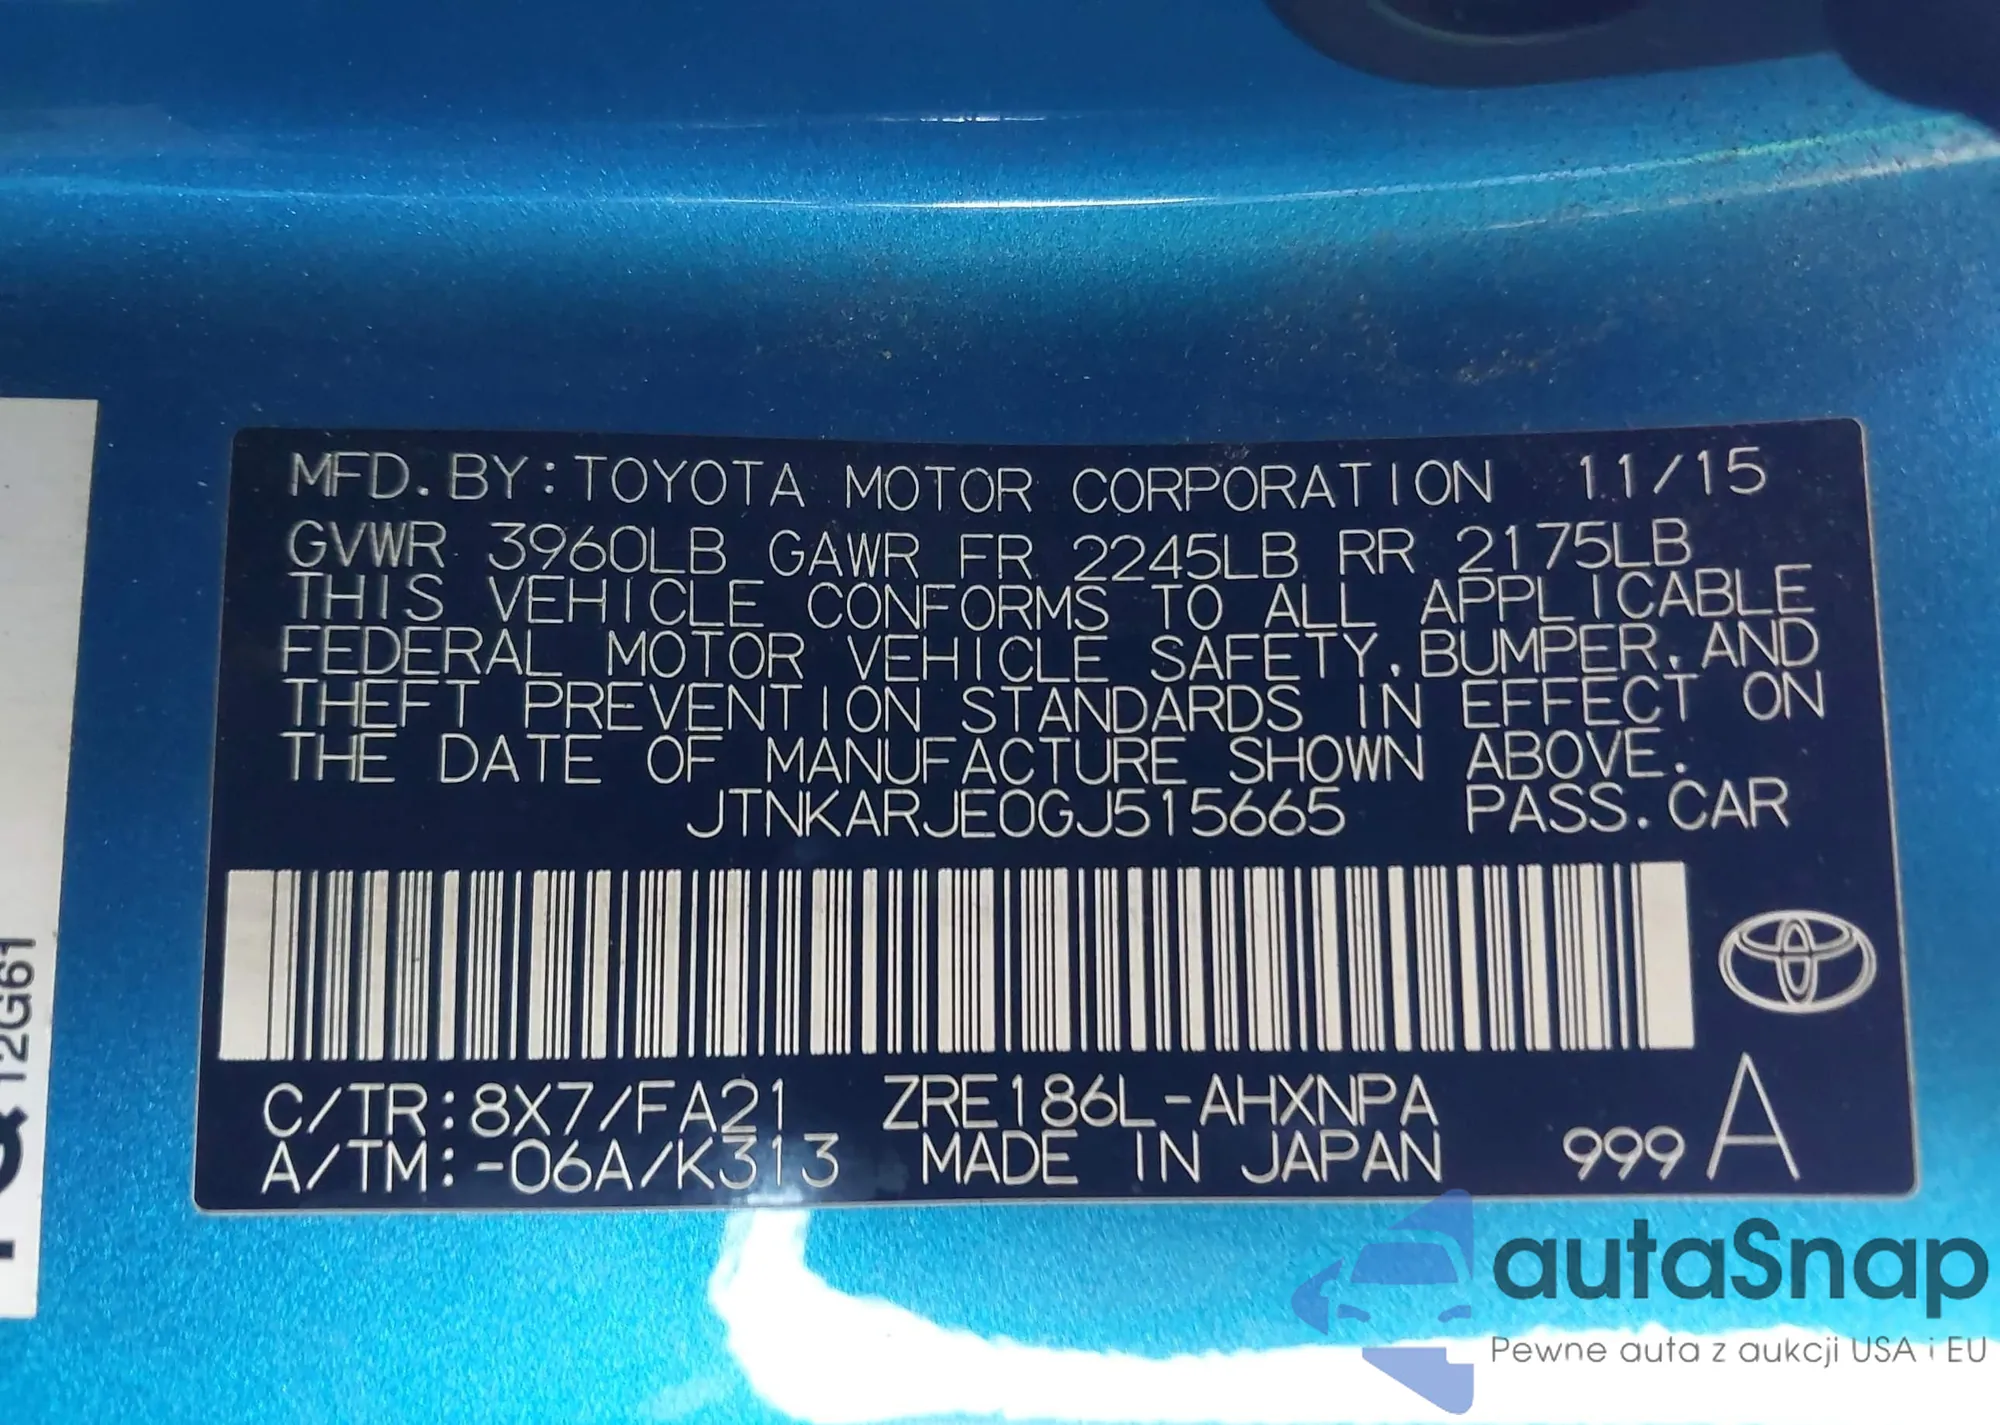 MFD. BY: TOYOTA MOTOR CORPORATION 11/15
GVWR 3960LB GAWR FR 2245LB RR 2175LB
THIS VEHICLE CONFORMS TO ALL APPLICABLE
FEDERAL MOTOR VEHICLE SAFETY, BUMPER, AND
THEFT PREVENTION STANDARDS IN EFFECT ON
THE DATE OF MANUFACTURE SHOWN ABOVE.
JTNKARJE0GJ515665 PASS. CAR
C/TR: 8X7/FA21 ZRE186L-AHXNPA
A/TM: -06A/K313 MADE IN JAPAN 999 A
12G61
autaSnap
Pewne auta z aukcji USA i EU